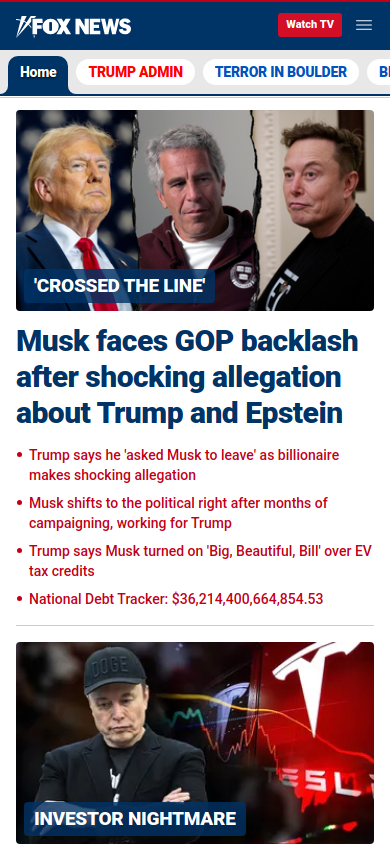 FOX NEWS
Watch TV
Home
TRUMP ADMIN
TERROR IN BOULDER
'CROSSED THE LINE'
Musk faces GOP backlash
after shocking allegation
about Trump and Epstein
• Trump says he 'asked Musk to leave' as billionaire
makes shocking allegation
• Musk shifts to the political right after months of
campaigning, working for Trump
• Trump says Musk turned on 'Big, Beautiful, Bill' over EV
tax credits
• National Debt Tracker: $36,214,400,664,854.53
DOGE
TESL
INVESTOR NIGHTMARE